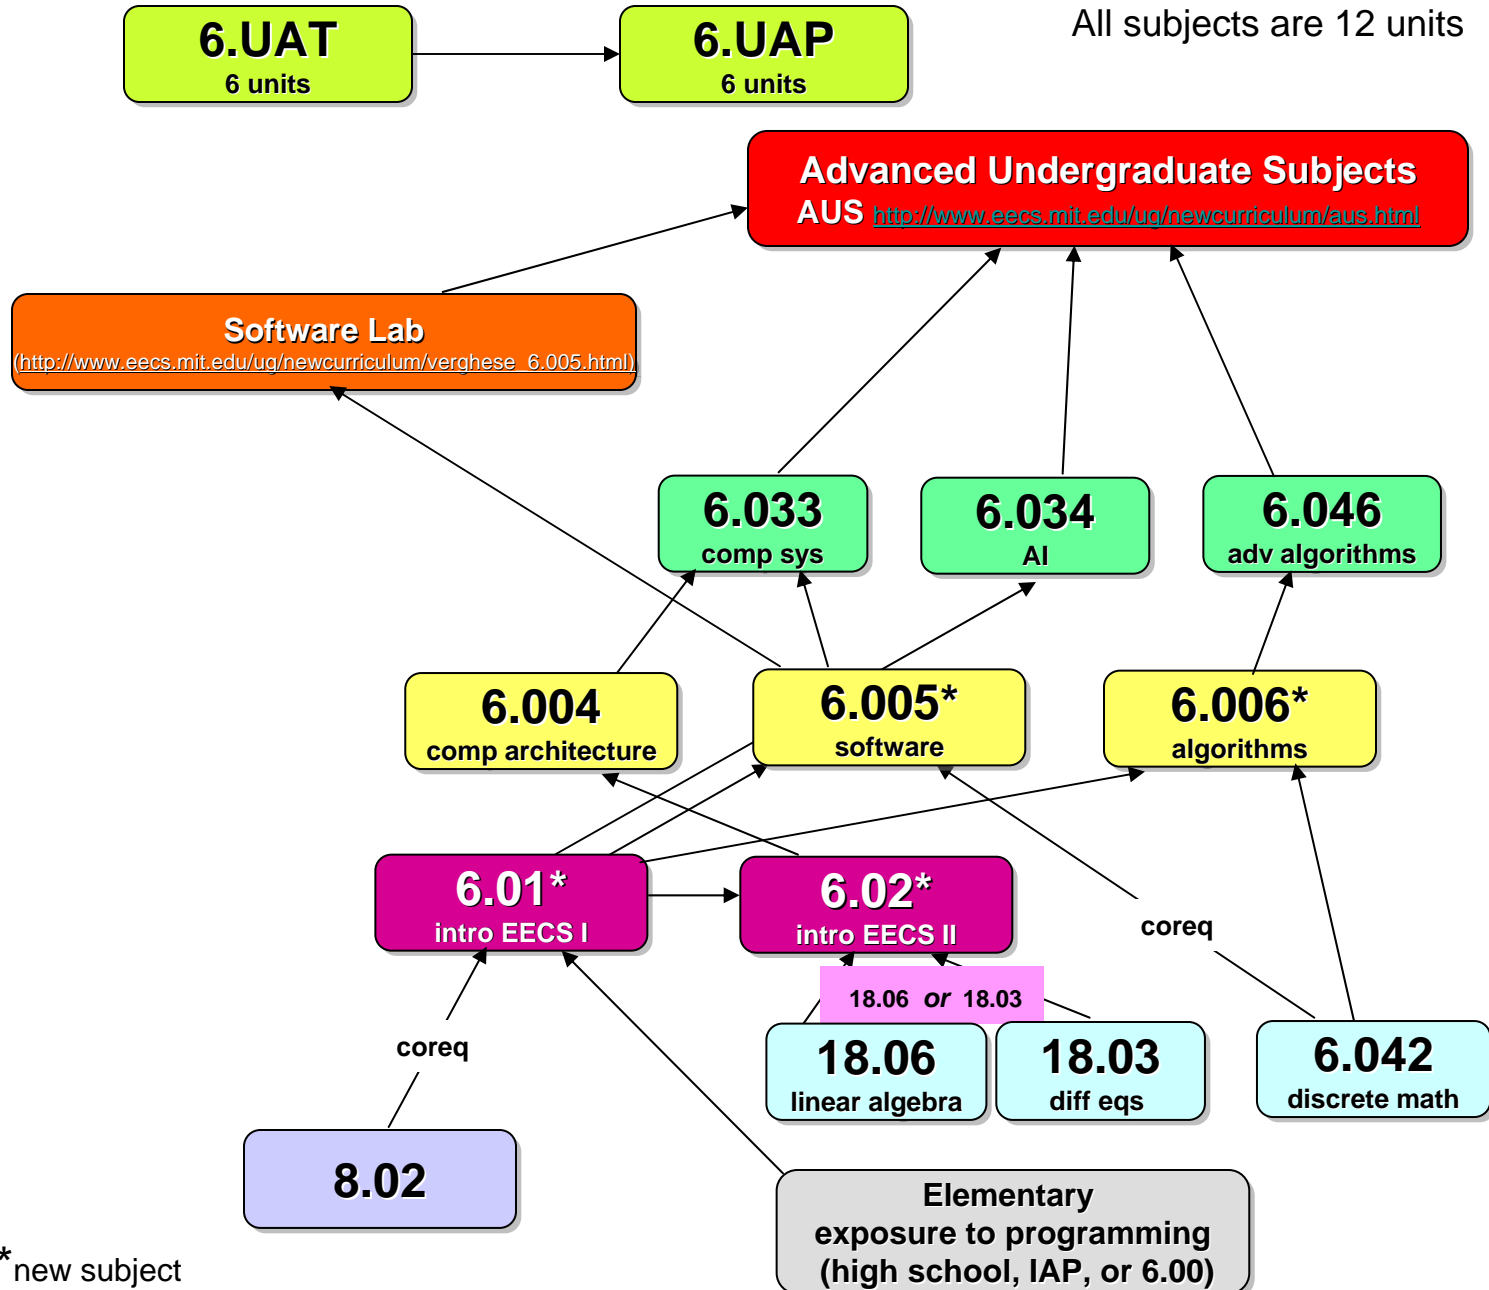 6.UAT
6 units
6.UAP
6 units
All subjects are 12 units
Advanced Undergraduate Subjects
AUS http://www.eecs.mit.edu/ug/newcurriculum/aus.html
Software Lab
(http://www.eecs.mit.edu/ug/newcurriculum/verghese_6.005.html)
6.033
comp sys
6.034
AI
6.046
adv algorithms
6.004
comp architecture
6.005*
software
6.006*
algorithms
6.01*
intro EECS I
6.02*
intro EECS II
coreq
18.06 or 18.03
coreq
18.06
linear algebra
18.03
diff eqs
6.042
discrete math
8.02
Elementary
exposure to programming
(high school, IAP, or 6.00)
*new subject